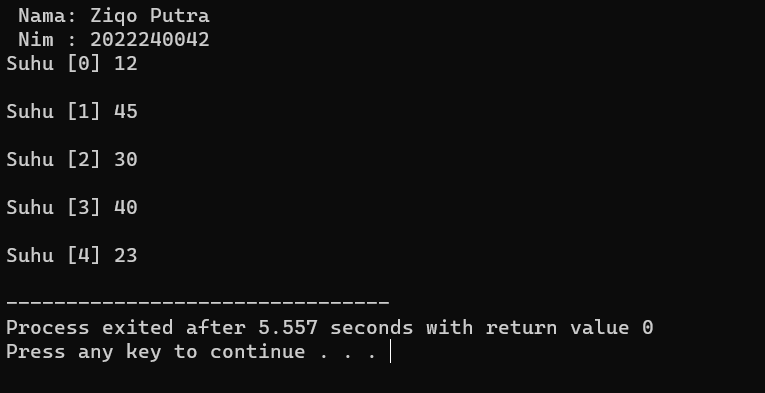 Nama: Ziqo Putra
Nim : 2022240042
Suhu [0] 12
Suhu [1] 45
Suhu [2] 30
Suhu [3] 40
Suhu [4] 23
--------------------------------
Process exited after 5.557 seconds with return value 0
Press any key to continue . . .